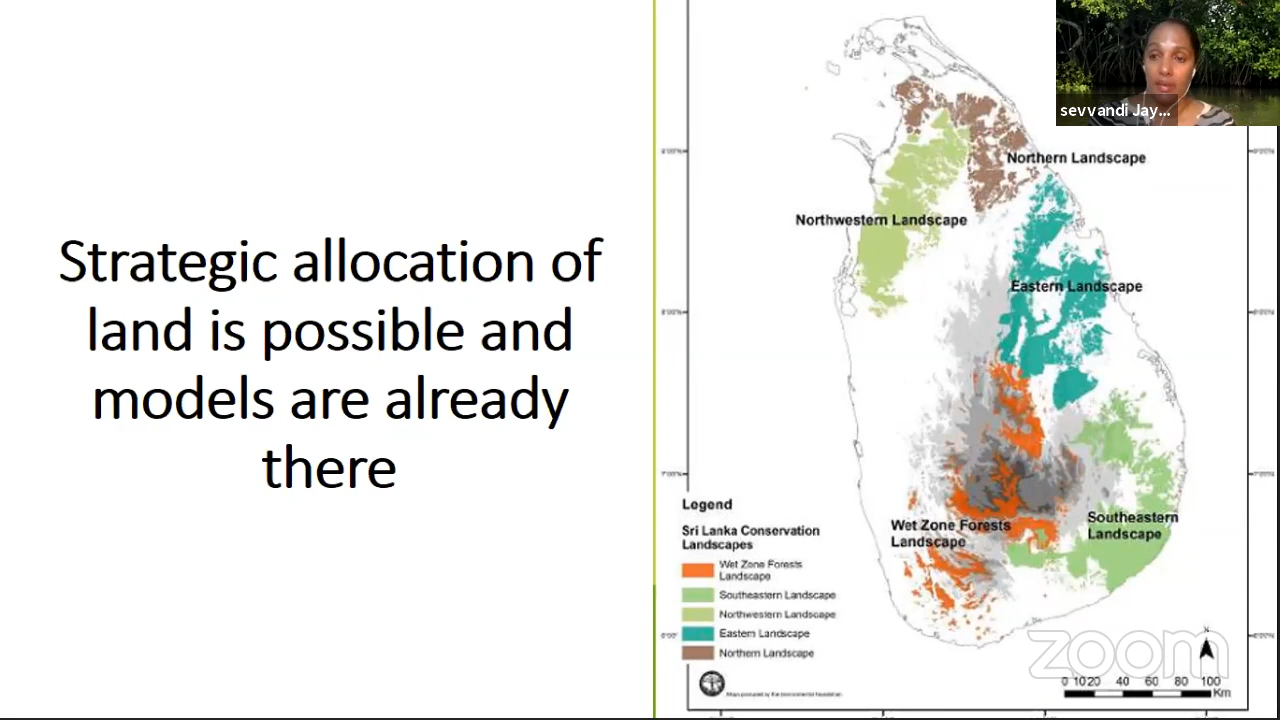 Strategic allocation of
land is possible and
models are already
there
sevvandi Jay...
Northern Landscape
Northwestern Landscape
Eastern Landscape
Wet Zone Forests
Landscape
Southeastern
Landscape
Legend
Sri Lanka Conservation
Landscapes
Wet Zone Forests
Landscape
Southeastern Landscape
Northwestern Landscape
Eastern Landscape
Northern Landscape
zoom
N
0 10 20 40 60 80 100
Km